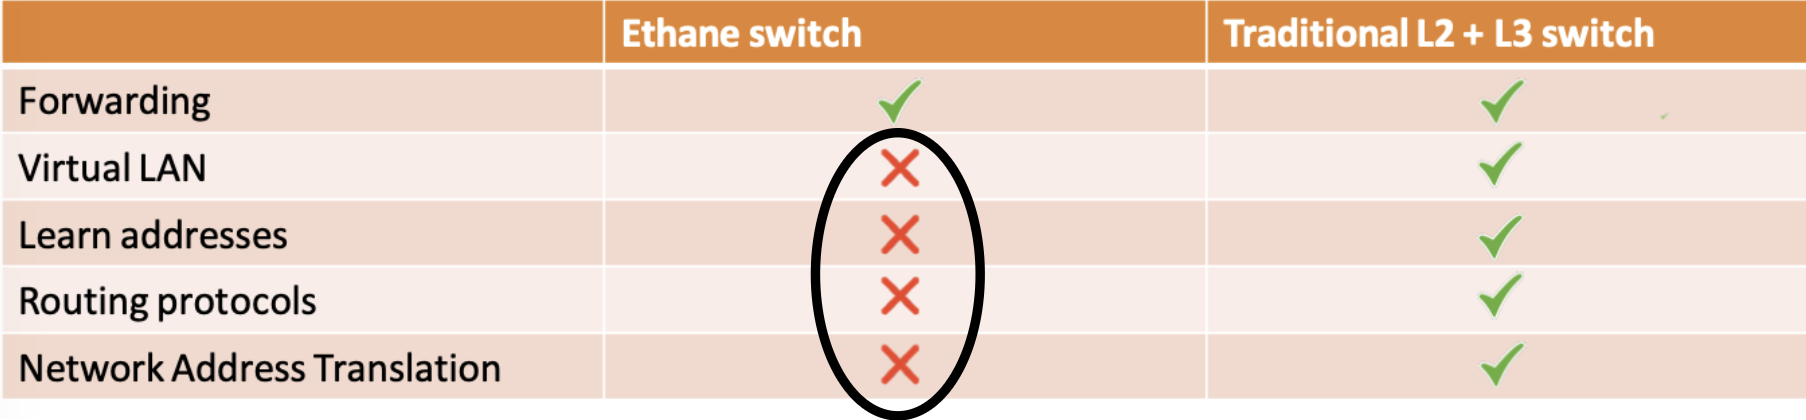 Ethane switch
Traditional L2 + L3 switch
Forwarding
Virtual LAN
Learn addresses
Routing protocols
Network Address Translation